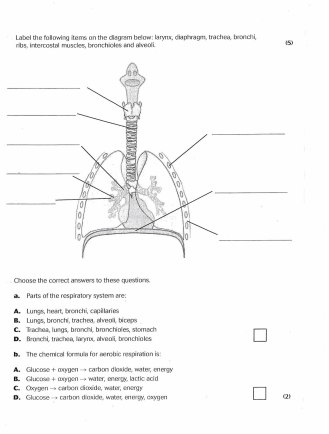 Label the following items on the diagram below: larynx, diaphragm, trachea, bronchi,
ribs, intercostal muscles, bronchioles and alveoli.
(5)
Choose the correct answers to these questions.
a. Parts of the respiratory system are:
A. Lungs, heart, bronchi, capillaries
B. Lungs, bronchi, trachea, alveoli, biceps
C. Trachea, lungs, bronchi, bronchioles, stomach
D. Bronchi, trachea, larynx, alveoli, bronchioles
b. The chemical formula for aerobic respiration is:
A. Glucose + oxygen → carbon dioxide, water, energy
B. Glucose + oxygen → water, energy, lactic acid
C. Oxygen → carbon dioxide, water, energy
D. Glucose → carbon dioxide, water, energy, oxygen
(2)